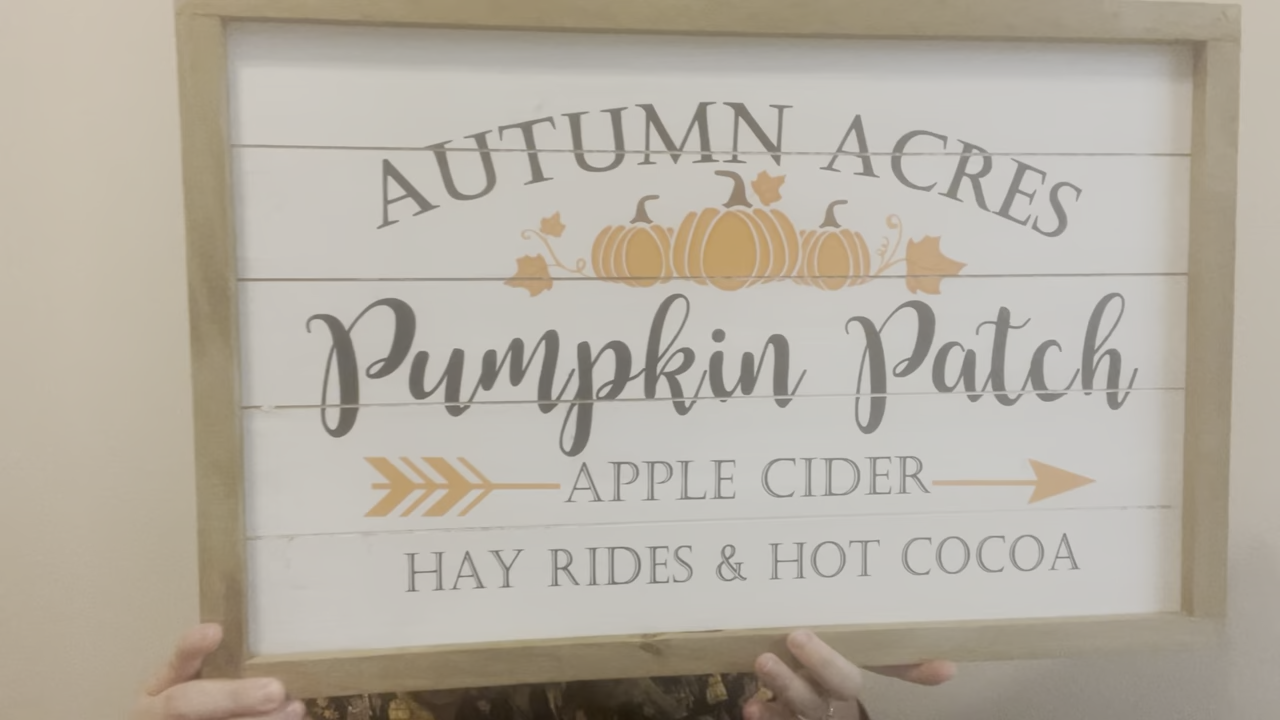 AUTUMN ACRES
Pumpkin Patch
APPLE CIDER
HAY RIDES & HOT COCOA